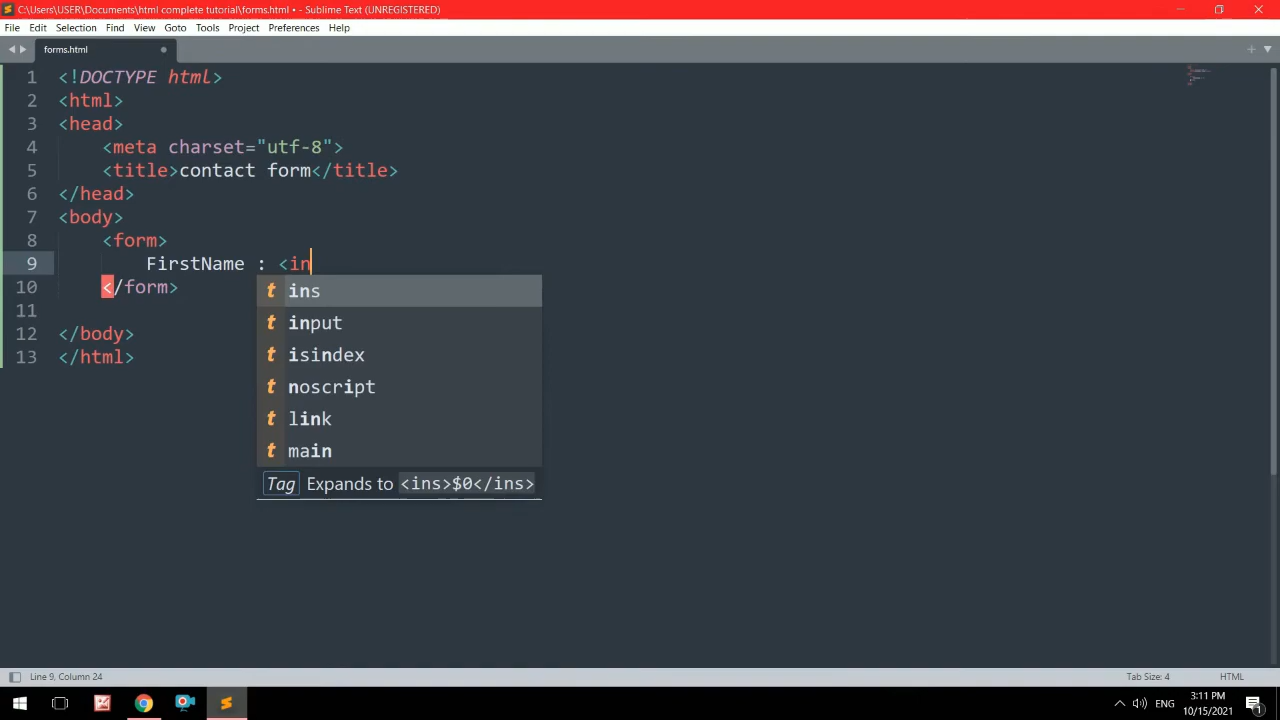 C:\Users\USER\Documents\html complete tutorial\forms.html • - Sublime Text (UNREGISTERED)
File Edit Selection Find View Goto Tools Project Preferences Help
forms.html
1 <!DOCTYPE html>
2 <html>
3 <head>
4 <meta charset="utf-8">
5 <title>contact form</title>
6 </head>
7 <body>
8 <form>
9 FirstName : <in
10 </form>
11
12 </body>
13 </html>
t ins
t input
t isindex
t noscript
t link
t main
Tag Expands to <ins>$0</ins>
Line 9, Column 24 Tab Size: 4 HTML
ENG
3:11 PM
10/15/2021
1